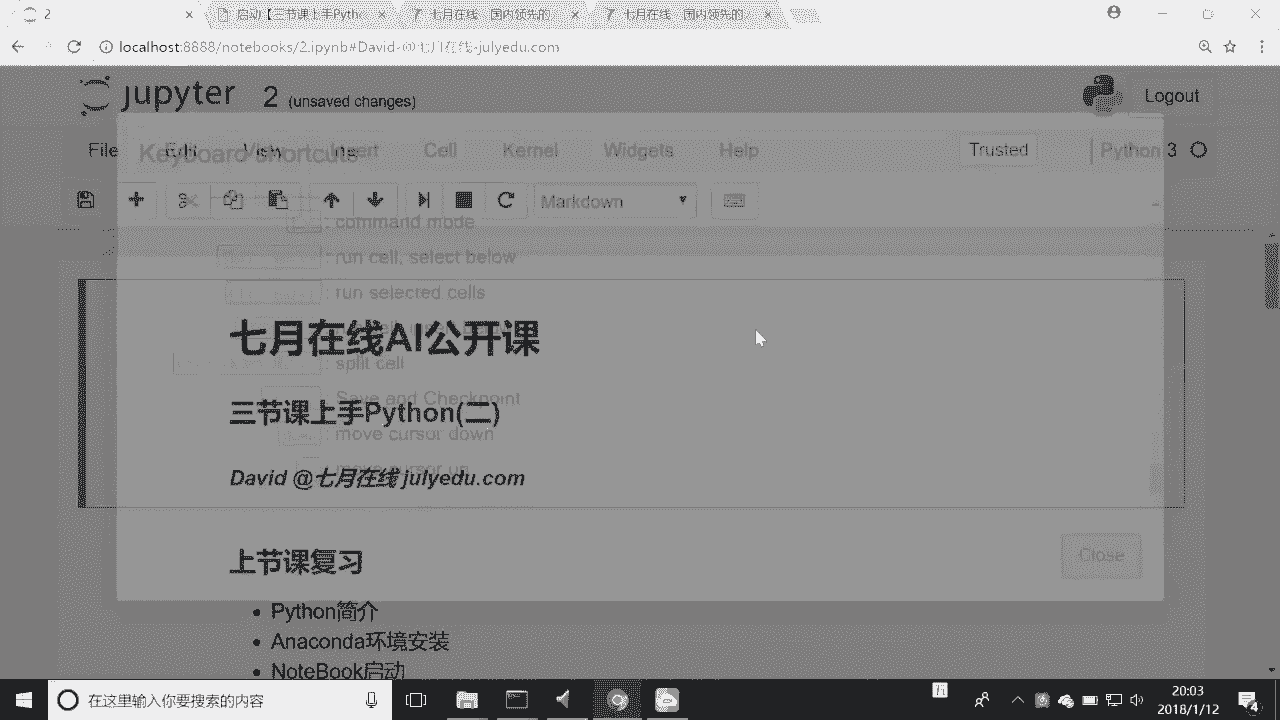 2
启动【三节课上手Pyth
七月在线 - 国内领先的
七月在线 - 国内领先的
localhost:8888/notebooks/2.ipynb#David-@七月在线-julyedu.com
jupyter 2 (unsaved changes)
Logout
File Edit View Insert Cell Kernel Widgets Help
Trusted
Python 3
Keyboard shortcuts
Markdown
: command mode
: run cell, select below
: run selected cells
七月在线AI公开课
: split cell
: Save and Checkpoint
三节课上手Python(二)
: move cursor down
: move cursor up
David @七月在线 julyedu.com
Close
上节课复习
• Python简介
• Anaconda环境安装
• NoteBook启动
在这里输入你要搜索的内容
20:03
2018/1/12
4